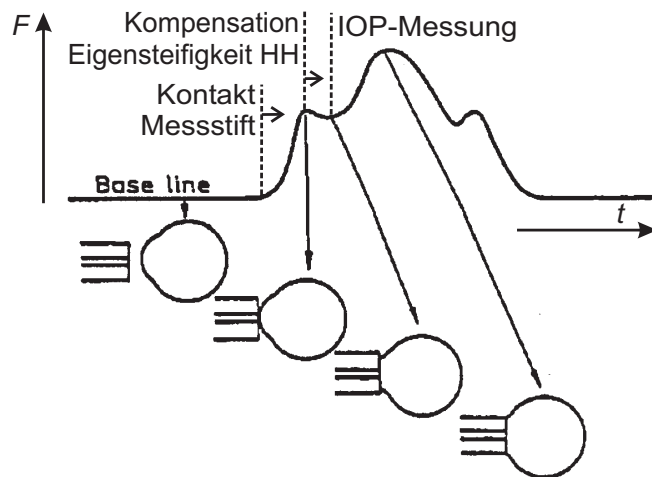 F
Kompensation
Eigensteifigkeit HH
IOP-Messung
Kontakt
Messstift
Base line
t